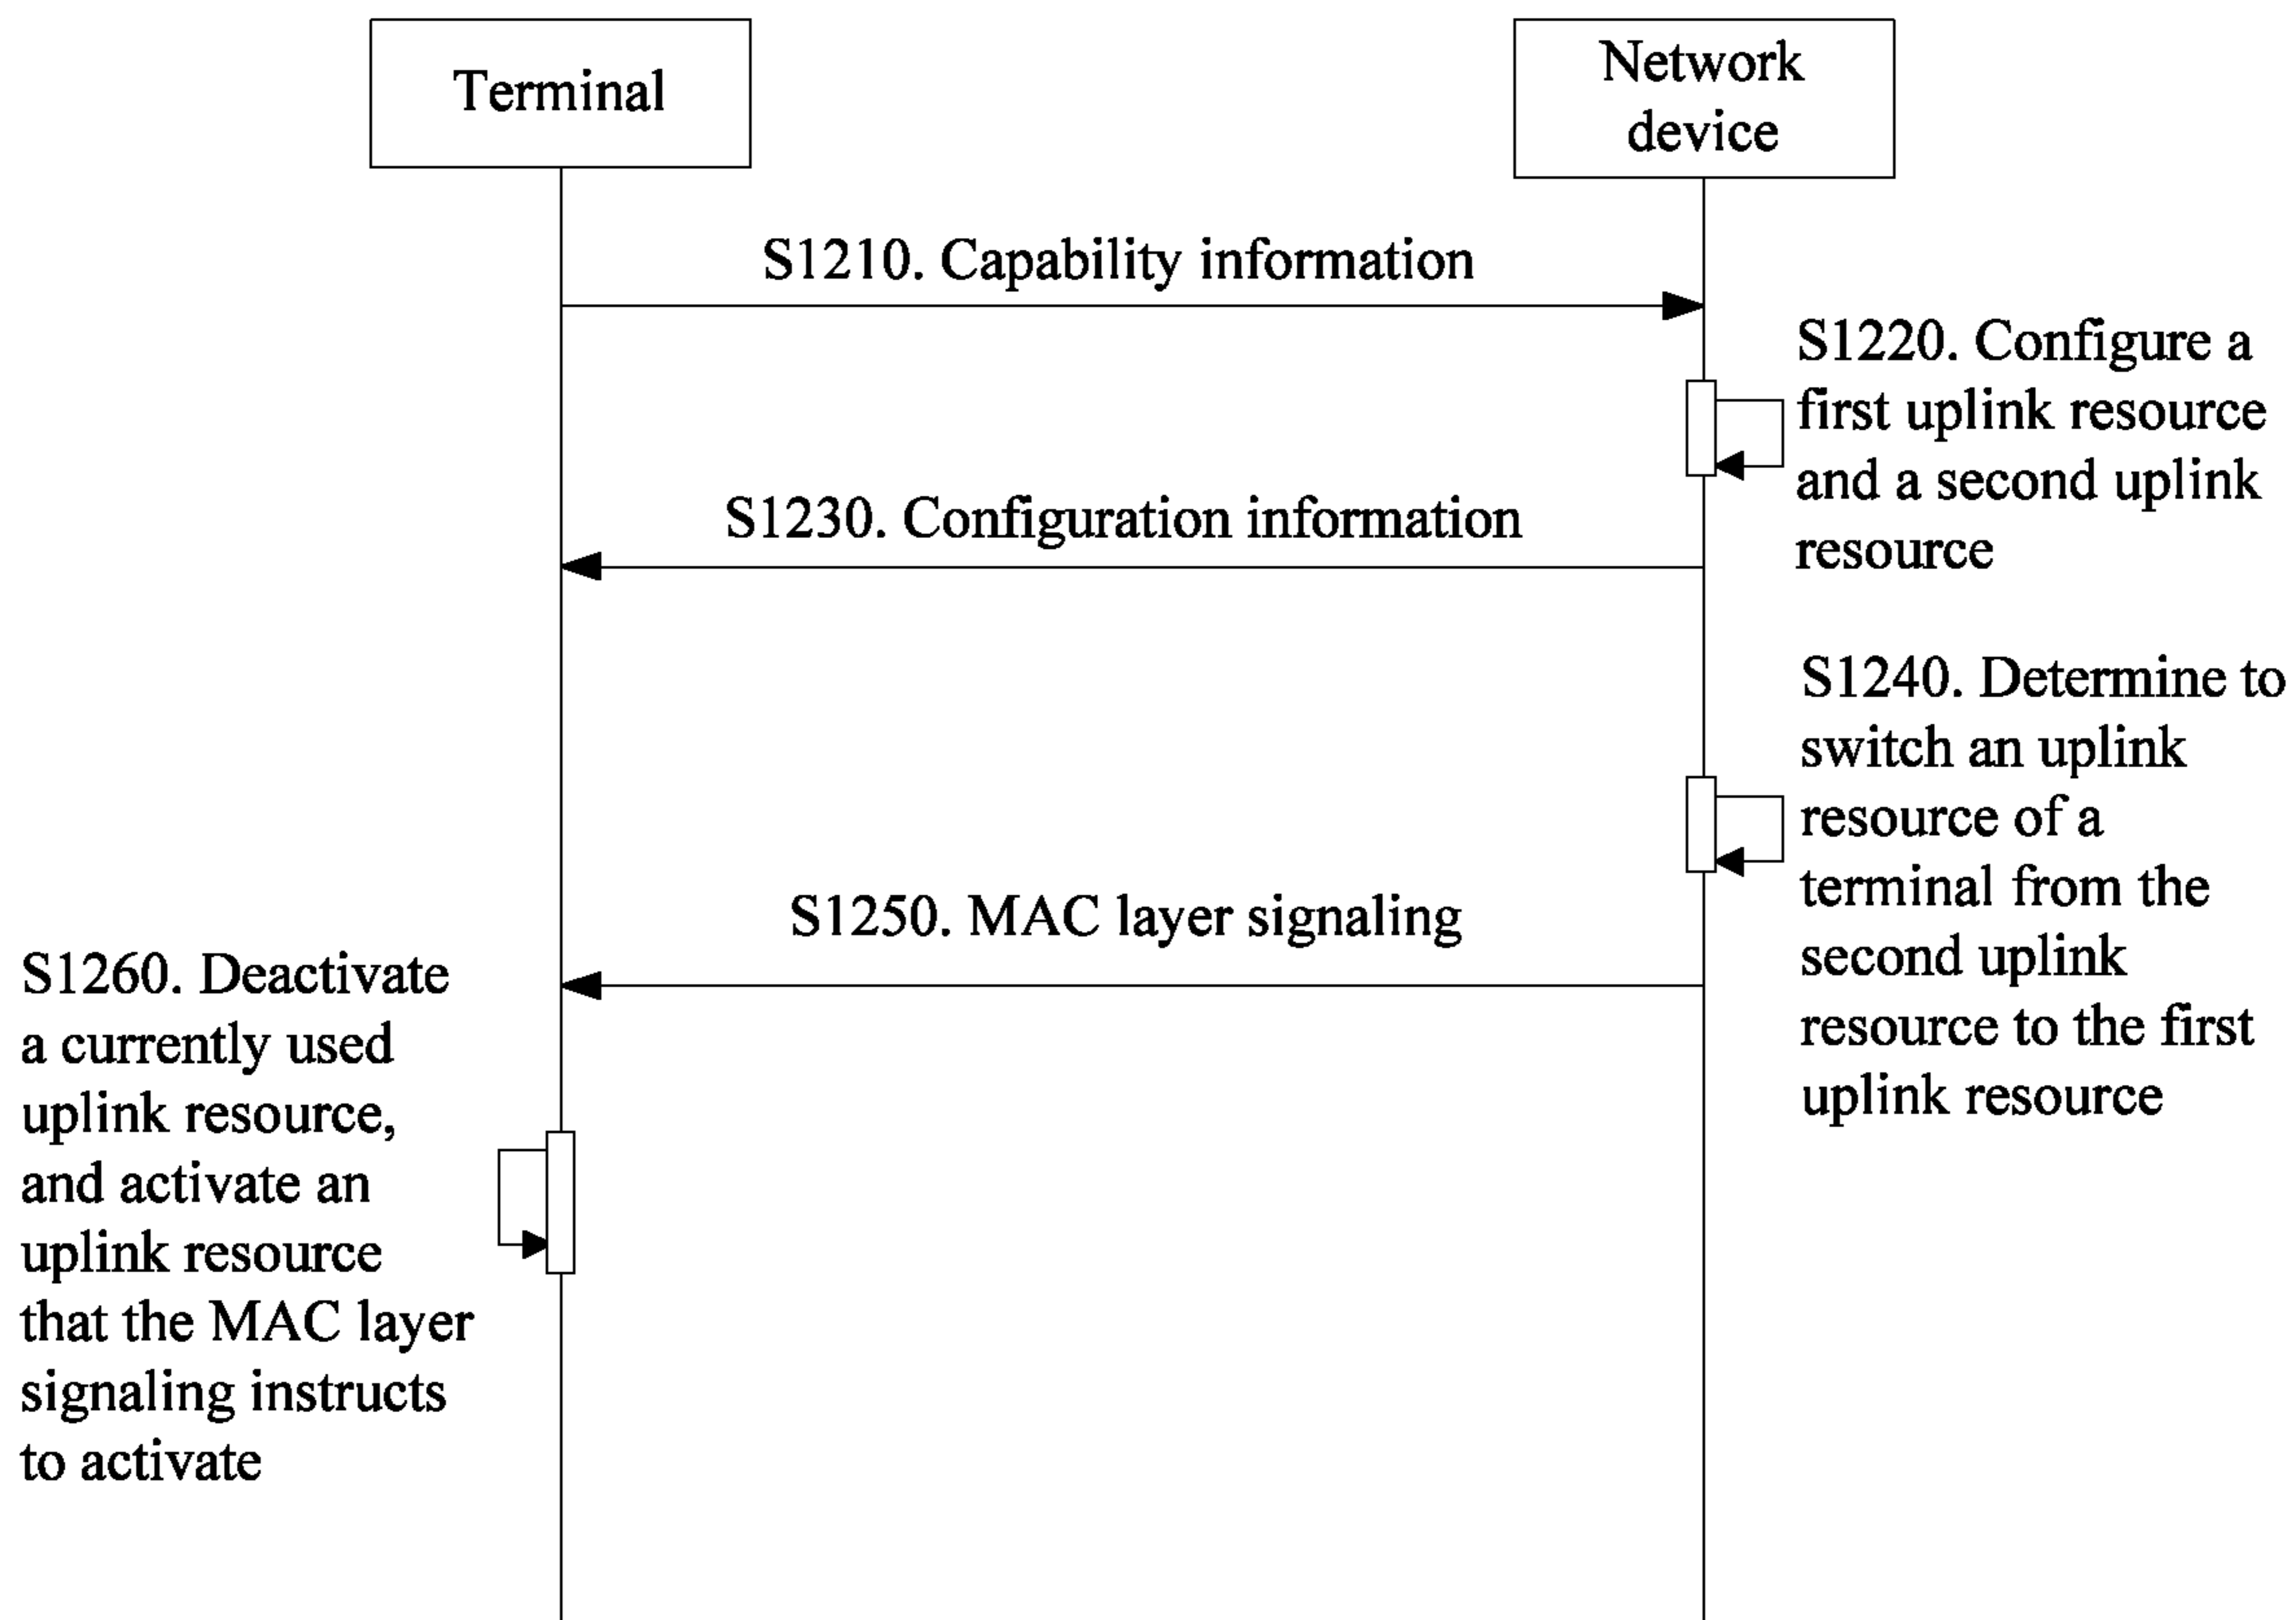 Terminal
Network
device
S1210. Capability information
S1220. Configure a
first uplink resource
and a second uplink
resource
S1230. Configuration information
S1240. Determine to
switch an uplink
resource of a
terminal from the
second uplink
resource to the first
uplink resource
S1250. MAC layer signaling
S1260. Deactivate
a currently used
uplink resource,
and activate an
uplink resource
that the MAC layer
signaling instructs
to activate